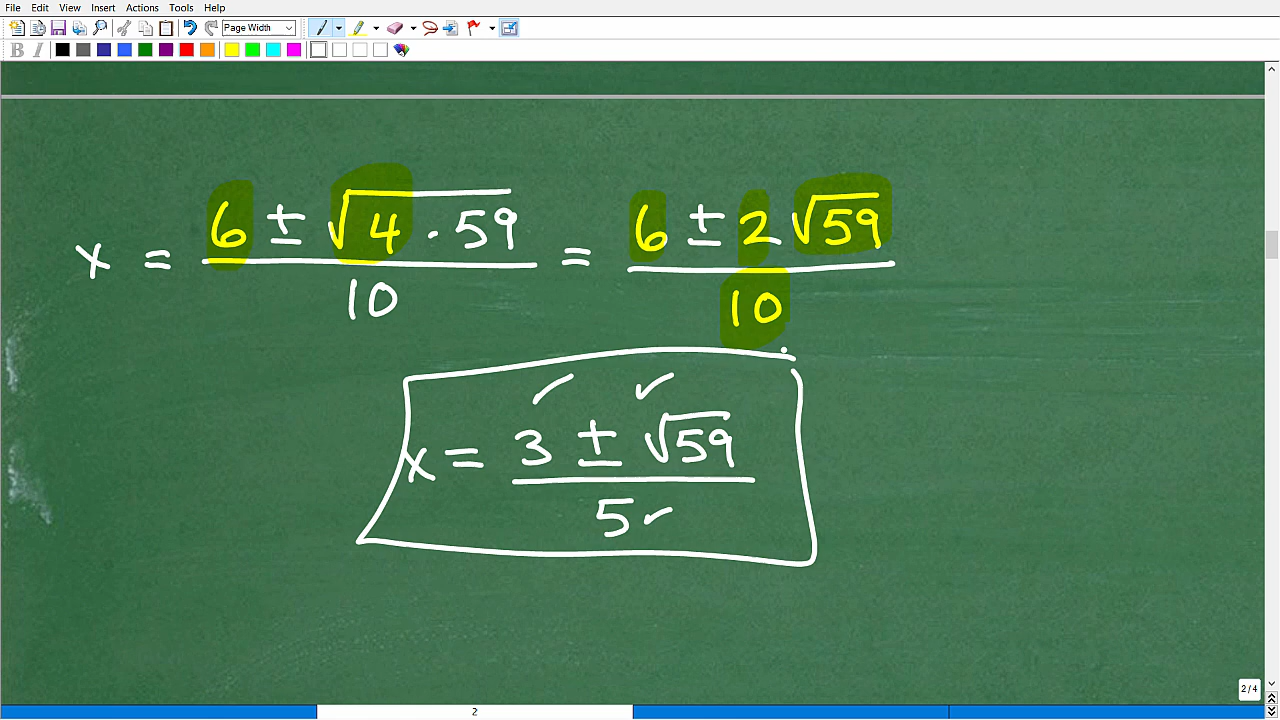 File Edit View Insert Actions Tools Help
Page Width
B I
x = 6 ± √4 · 59 / 10 = 6 ± 2 √59 / 10
x = 3 ± √59 / 5
2 / 4
2